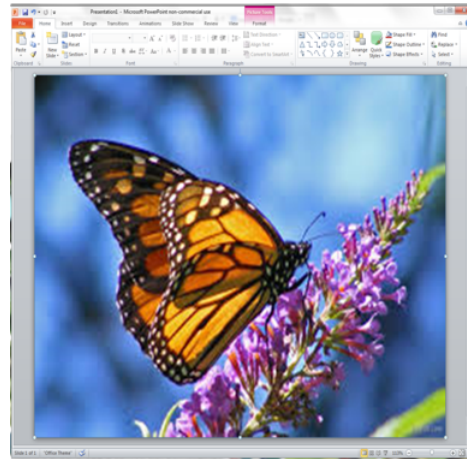 Presentation1 - Microsoft PowerPoint non-commercial use
Picture Tools
File Home Insert Design Transitions Animations Slide Show Review View Format
Layout
Text Direction
Shape Fill
Find
Reset
Align Text
Shape Outline
Replace
Paste
New Slide
Section
Convert to SmartArt
Arrange
Quick Styles
Shape Effects
Select
Clipboard Slides Font Paragraph Drawing Editing
Slide 1 of 1 "Office Theme"